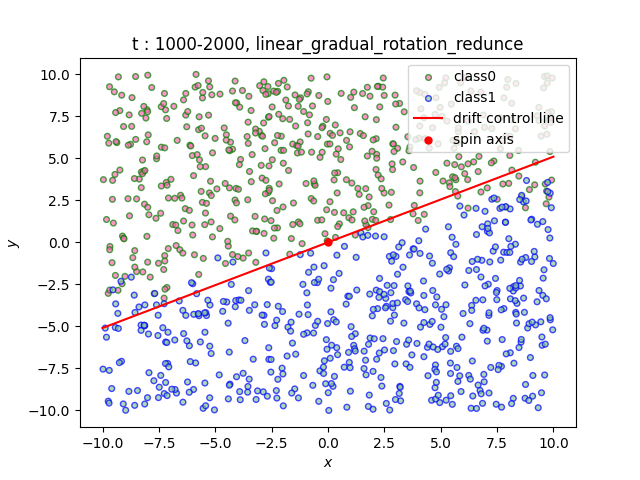 t : 1000-2000, linear_gradual_rotation_redunce
class0
class1
drift control line
spin axis
10.0
7.5
5.0
2.5
0.0
−2.5
−5.0
−7.5
−10.0
y
−10.0 −7.5 −5.0 −2.5 0.0 2.5 5.0 7.5 10.0
x